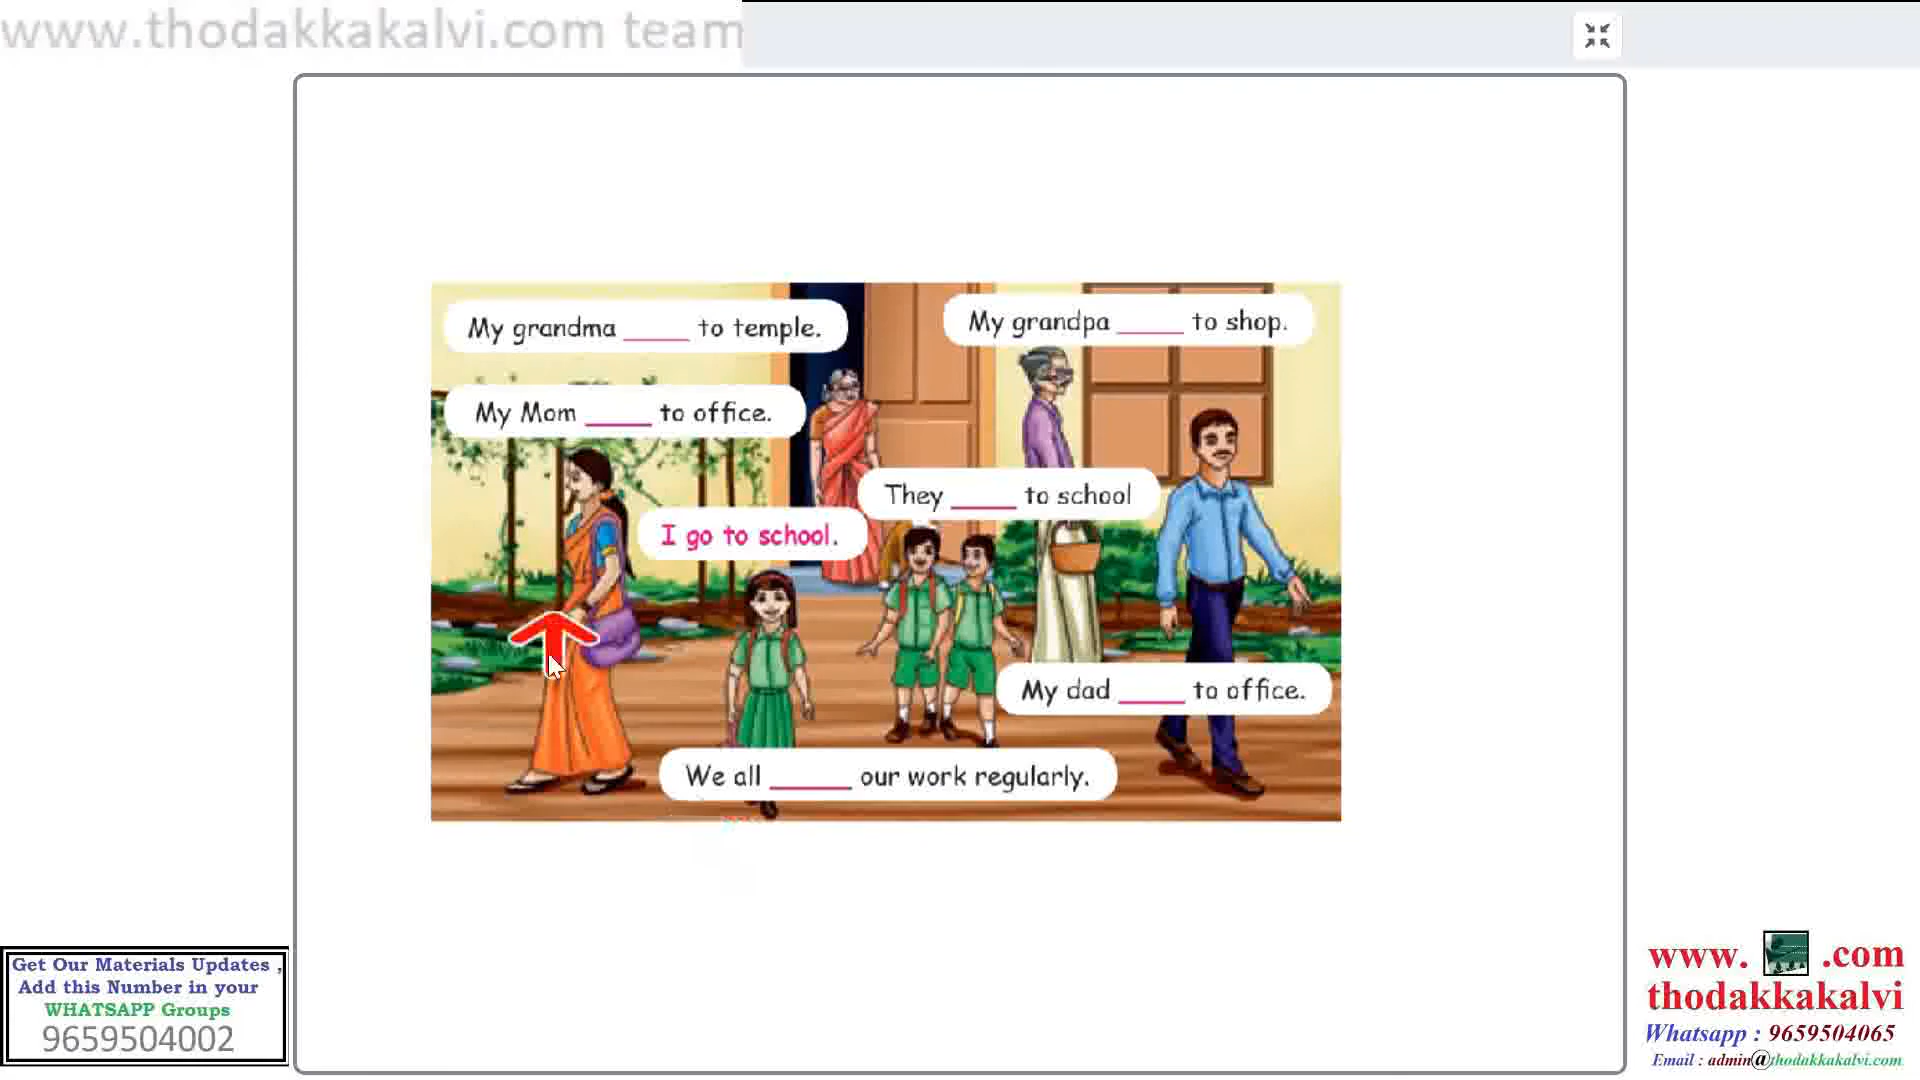 www.thodakkakalvi.com team
My grandma _____ to temple.
My grandpa _____ to shop.
My Mom _____ to office.
They _____ to school
I go to school.
My dad _____ to office.
We all ______ our work regularly.
Get Our Materials Updates ,
Add this Number in your
WHATSAPP Groups
9659504002
www. .com
thodakkakalvi
Whatsapp : 9659504065
Email : admin@thodakkakalvi.com